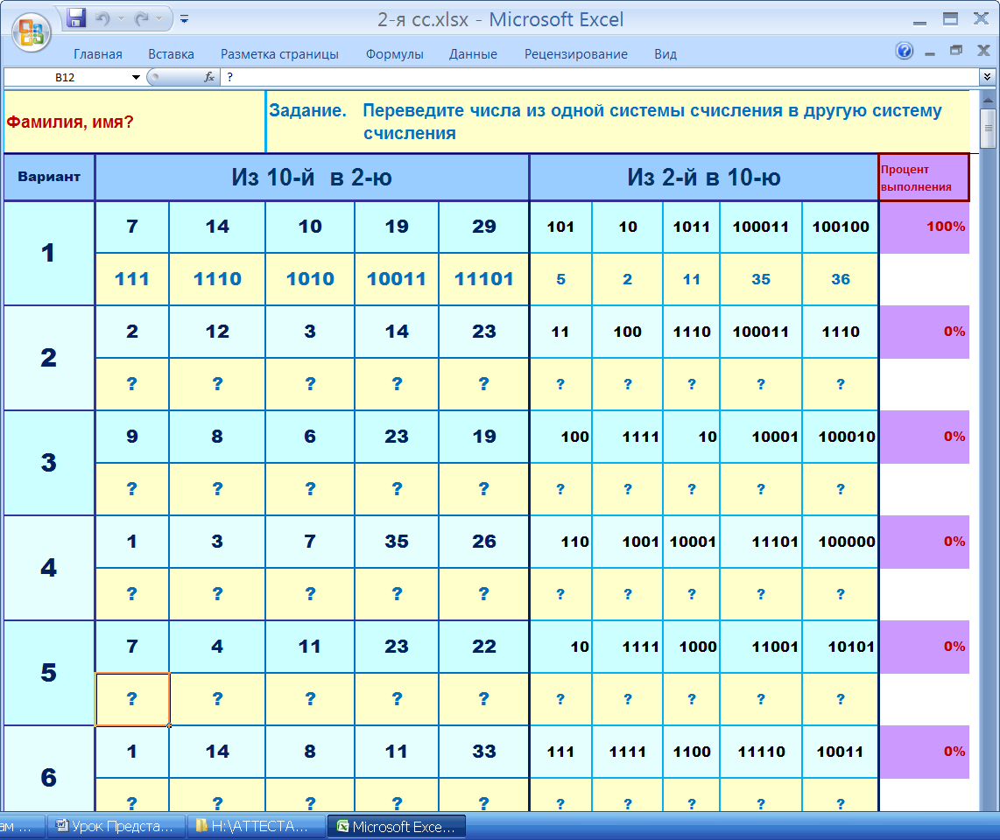 2-я сс.xlsx - Microsoft Excel
Главная Вставка Разметка страницы Формулы Данные Рецензирование Вид
B12 fx ?
Фамилия, имя? Задание. Переведите числа из одной системы счисления в другую систему
счисления
Вариант Из 10-й в 2-ю Из 2-й в 10-ю Процент
выполнения
1 7 14 10 19 29 101 10 1011 100011 100100 100%
111 1110 1010 10011 11101 5 2 11 35 36
2 2 12 3 14 23 11 100 1110 100011 1110 0%
? ? ? ? ? ? ? ? ? ?
3 9 8 6 23 19 100 1111 10 10001 100010 0%
? ? ? ? ? ? ? ? ? ?
4 1 3 7 35 26 110 1001 10001 11101 100000 0%
? ? ? ? ? ? ? ? ? ?
5 7 4 11 23 22 10 1111 1000 11001 10101 0%
? ? ? ? ? ? ? ? ? ?
6 1 14 8 11 33 111 1111 1100 11110 10011 0%
? ? ? ? ? ? ? ? ? ?
ам ... Урок Предста... H:\АТТЕСТА... Microsoft Exce...